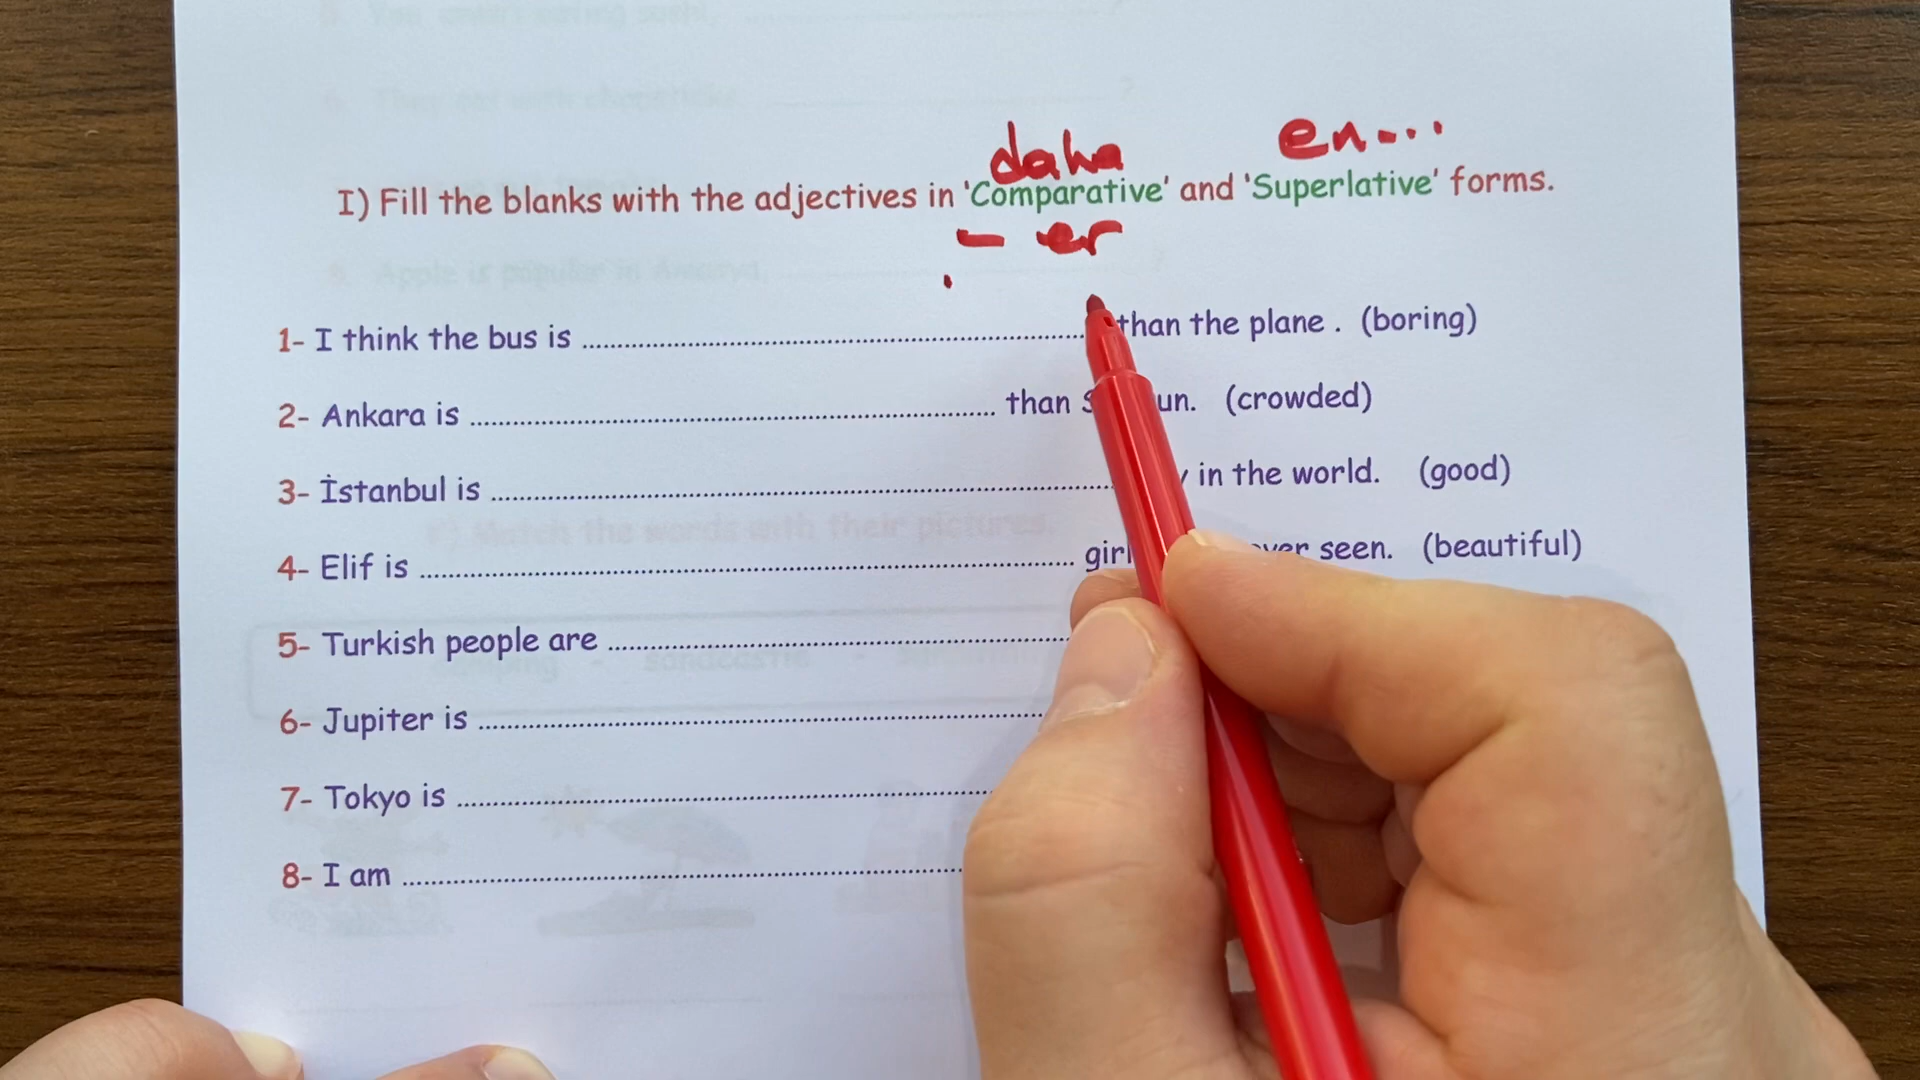 daha en...
I) Fill the blanks with the adjectives in 'Comparative' and 'Superlative' forms.
- er
1- I think the bus is ........................ than the plane . (boring)
2- Ankara is ........................ than (crowded)
3- İstanbul is ........................ in the world. (good)
4- Elif is ........................ girl seen. (beautiful)
5- Turkish people are ........................
6- Jupiter is ........................
7- Tokyo is ........................
8- I am ........................